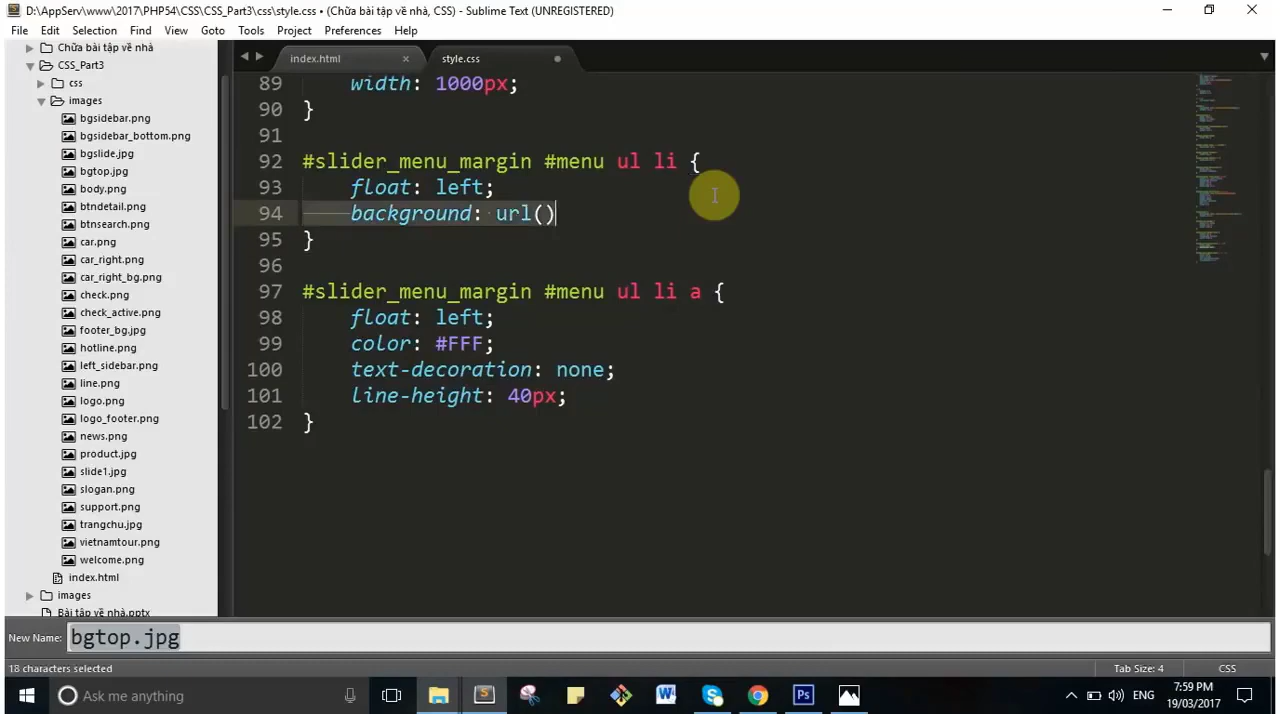 D:\AppServ\www\2017\PHP54\CSS\CSS_Part3\css\style.css • (Chữa bài tập về nhà, CSS) - Sublime Text (UNREGISTERED)
File Edit Selection Find View Goto Tools Project Preferences Help
Chữa bài tập về nhà
CSS_Part3
css
images
bgsidebar.png
bgsidebar_bottom.png
bgslide.jpg
bgtop.jpg
body.png
btndetail.png
btnsearch.png
car.png
car_right.png
car_right_bg.png
check.png
check_active.png
footer_bg.jpg
hotline.png
left_sidebar.png
line.png
logo.png
logo_footer.png
news.png
product.jpg
slide1.jpg
slogan.png
support.png
trangchu.jpg
vietnamtour.png
welcome.png
index.html
images
Bài tập về nhà.pptx
index.html × style.css
89 width: 1000px;
90 }
91
92 #slider_menu_margin #menu ul li {
93 float: left;
94 background: url()
95 }
96
97 #slider_menu_margin #menu ul li a {
98 float: left;
99 color: #FFF;
100 text-decoration: none;
101 line-height: 40px;
102 }
New Name: bgtop.jpg
18 characters selected Tab Size: 4 CSS
Ask me anything ENG 7:59 PM
19/03/2017